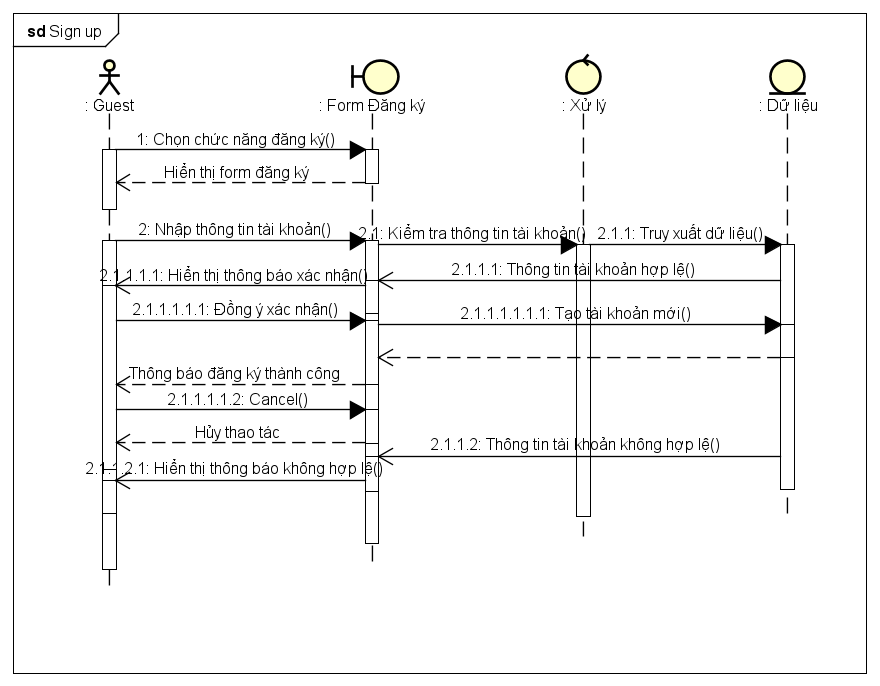 sd Sign up
: Guest
: Form Đăng ký
: Xử lý
: Dữ liệu
1: Chọn chức năng đăng ký()
Hiển thị form đăng ký
2: Nhập thông tin tài khoản()
2.1: Kiểm tra thông tin tài khoản()
2.1.1: Truy xuất dữ liệu()
2.1.1.1.1: Hiển thị thông báo xác nhận()
2.1.1.1: Thông tin tài khoản hợp lệ()
2.1.1.1.1.1: Đồng ý xác nhận()
2.1.1.1.1.1.1: Tạo tài khoản mới()
Thông báo đăng ký thành công
2.1.1.1.1.2: Cancel()
Hủy thao tác
2.1.1.2: Thông tin tài khoản không hợp lệ()
2.1.1.2.1: Hiển thị thông báo không hợp lệ()